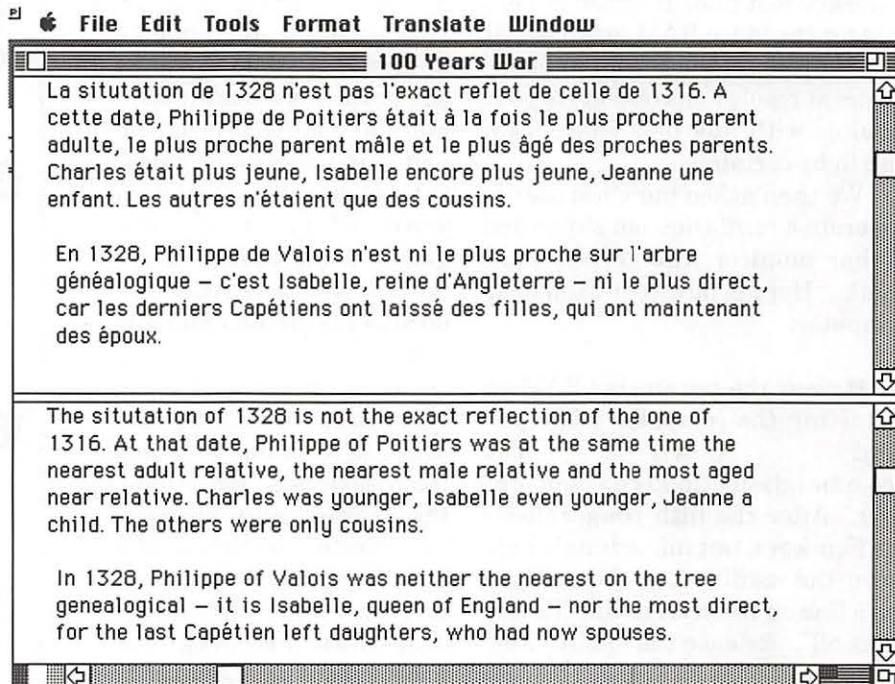 File Edit Tools Format Translate Window
100 Years War
La situtation de 1328 n'est pas l'exact reflet de celle de 1316. A
cette date, Philippe de Poitiers était à la fois le plus proche parent
adulte, le plus proche parent mâle et le plus âgé des proches parents.
Charles était plus jeune, Isabelle encore plus jeune, Jeanne une
enfant. Les autres n'étaient que des cousins.
En 1328, Philippe de Valois n'est ni le plus proche sur l'arbre
généalogique – c'est Isabelle, reine d'Angleterre – ni le plus direct,
car les derniers Capétiens ont laissé des filles, qui ont maintenant
des époux.
The situtation of 1328 is not the exact reflection of the one of
1316. At that date, Philippe of Poitiers was at the same time the
nearest adult relative, the nearest male relative and the most aged
near relative. Charles was younger, Isabelle even younger, Jeanne a
child. The others were only cousins.
In 1328, Philippe of Valois was neither the nearest on the tree
genealogical – it is Isabelle, queen of England – nor the most direct,
for the last Capétien left daughters, who had now spouses.